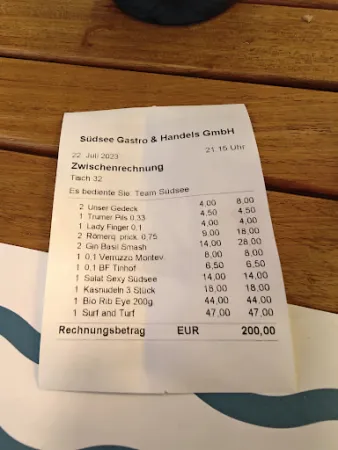 Südsee Gastro & Handels GmbH
22. Juli 2023 21:15 Uhr
Zwischenrechnung
Tisch 32
Es bediente Sie Team Südsee
2 Unser Gedeck 4,00 8,00
1 Trumer Pils 0,33 4,50 4,50
1 Lady Finger 0,1 4,00 4,00
2 Römerq. prick. 0,75 9,00 18,00
2 Gin Basil Smash 14,00 28,00
1 0,1 Verruzzo Montev. 8,00 8,00
1 0,1 BF Tinhof 6,50 6,50
1 Salat Sexy Südsee 14,00 14,00
1 Kasnudeln 3 Stück 18,00 18,00
1 Bio Rib Eye 200g 44,00 44,00
1 Surf and Turf 47,00 47,00
Rechnungsbetrag EUR 200,00